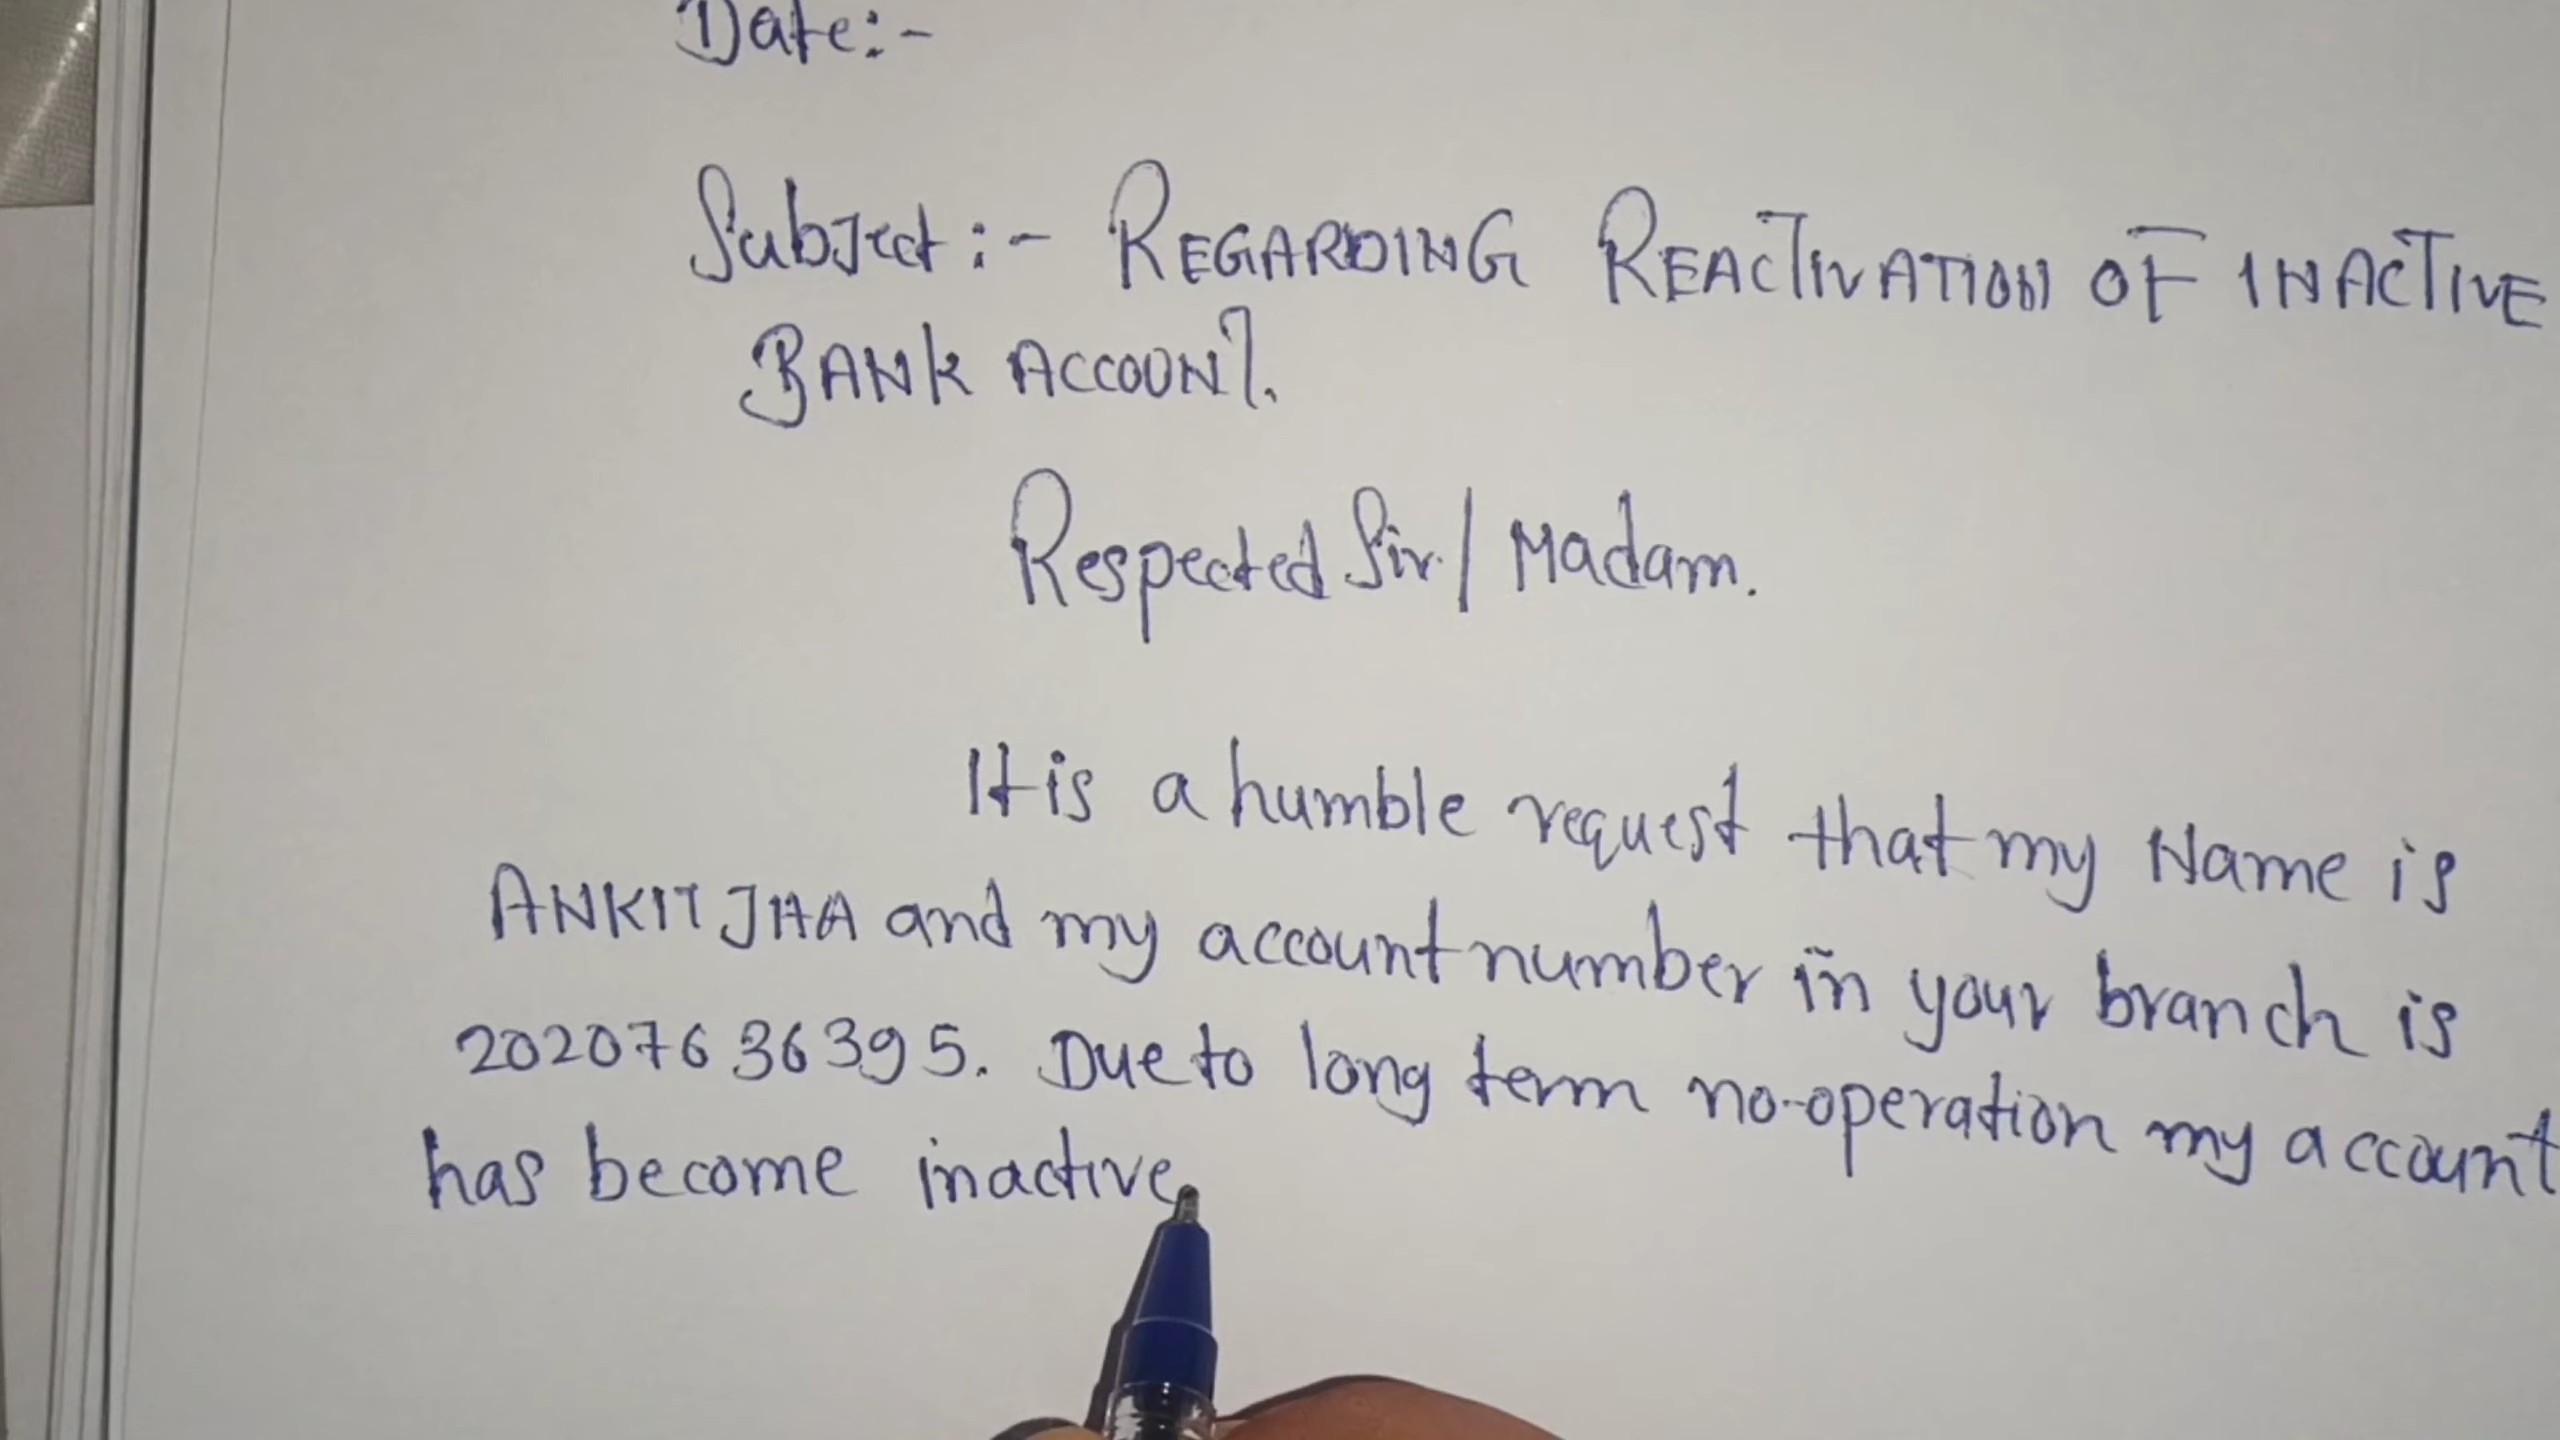 Date:-
Subject:- REGARDING REACTIVATION OF INACTIVE
BANK ACCOUNT.
Respected Sir./Madam.
It is a humble request that my Name is
ANKIT JHA and my account number in your branch is
20207636395. Due to long term no-operation my account
has become inactive